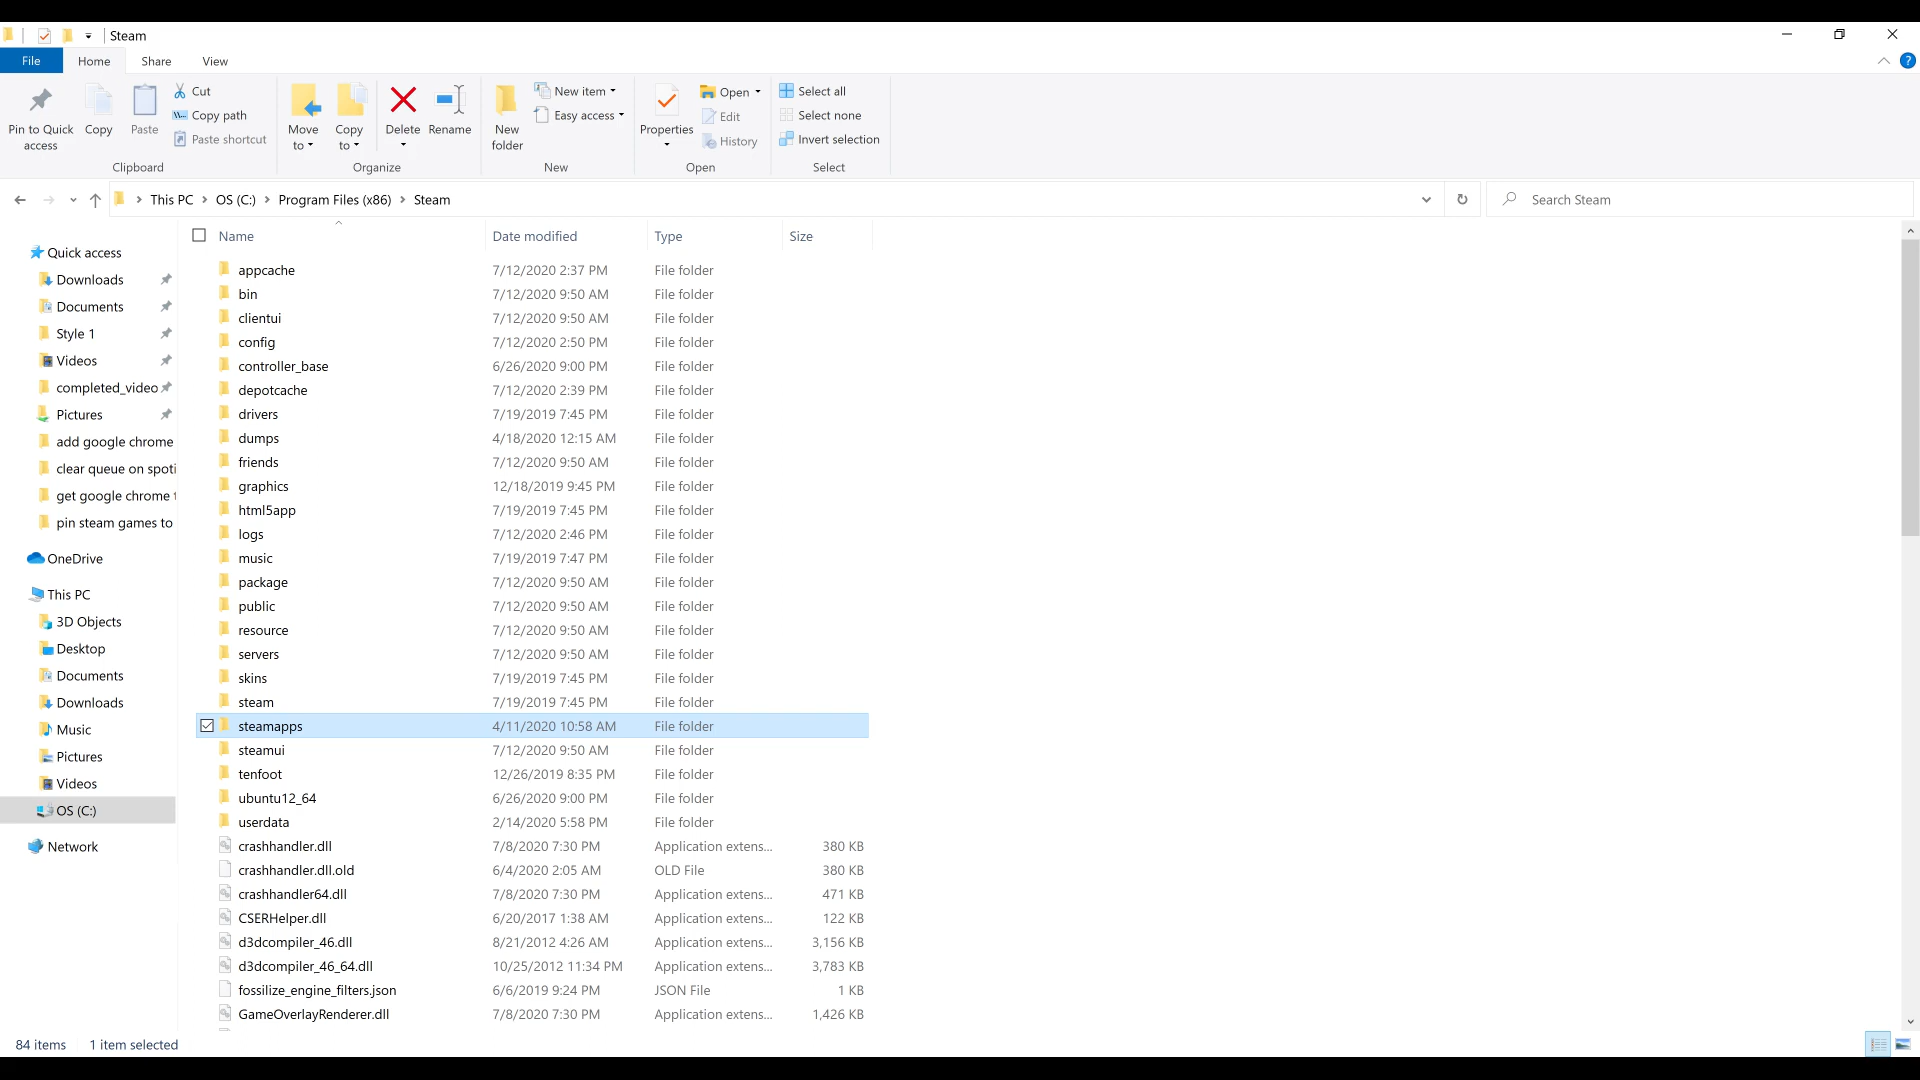 Steam
File Home Share View
Pin to Quick access
Copy
Paste
Cut
Copy path
Paste shortcut
Clipboard
Move to
Copy to
Delete
Rename
Organize
New folder
New item
Easy access
New
Properties
Open
Edit
History
Open
Select all
Select none
Invert selection
Select
This PC > OS (C:) > Program Files (x86) > Steam
Search Steam
Quick access
Downloads
Documents
Style 1
Videos
completed_video
Pictures
add google chrome
clear queue on spoti
get google chrome t
pin steam games to
OneDrive
This PC
3D Objects
Desktop
Documents
Downloads
Music
Pictures
Videos
OS (C:)
Network
Name Date modified Type Size
appcache 7/12/2020 2:37 PM File folder
bin 7/12/2020 9:50 AM File folder
clientui 7/12/2020 9:50 AM File folder
config 7/12/2020 2:50 PM File folder
controller_base 6/26/2020 9:00 PM File folder
depotcache 7/12/2020 2:39 PM File folder
drivers 7/19/2019 7:45 PM File folder
dumps 4/18/2020 12:15 AM File folder
friends 7/12/2020 9:50 AM File folder
graphics 12/18/2019 9:45 PM File folder
html5app 7/19/2019 7:45 PM File folder
logs 7/12/2020 2:46 PM File folder
music 7/19/2019 7:47 PM File folder
package 7/12/2020 9:50 AM File folder
public 7/12/2020 9:50 AM File folder
resource 7/12/2020 9:50 AM File folder
servers 7/12/2020 9:50 AM File folder
skins 7/19/2019 7:45 PM File folder
steam 7/19/2019 7:45 PM File folder
steamapps 4/11/2020 10:58 AM File folder
steamui 7/12/2020 9:50 AM File folder
tenfoot 12/26/2019 8:35 PM File folder
ubuntu12_64 6/26/2020 9:00 PM File folder
userdata 2/14/2020 5:58 PM File folder
crashhandler.dll 7/8/2020 7:30 PM Application extens... 380 KB
crashhandler.dll.old 6/4/2020 2:05 AM OLD File 380 KB
crashhandler64.dll 7/8/2020 7:30 PM Application extens... 471 KB
CSERHelper.dll 6/20/2017 1:38 AM Application extens... 122 KB
d3dcompiler_46.dll 8/21/2012 4:26 AM Application extens... 3,156 KB
d3dcompiler_46_64.dll 10/25/2012 11:34 PM Application extens... 3,783 KB
fossilize_engine_filters.json 6/6/2019 9:24 PM JSON File 1 KB
GameOverlayRenderer.dll 7/8/2020 7:30 PM Application extens... 1,426 KB
84 items 1 item selected